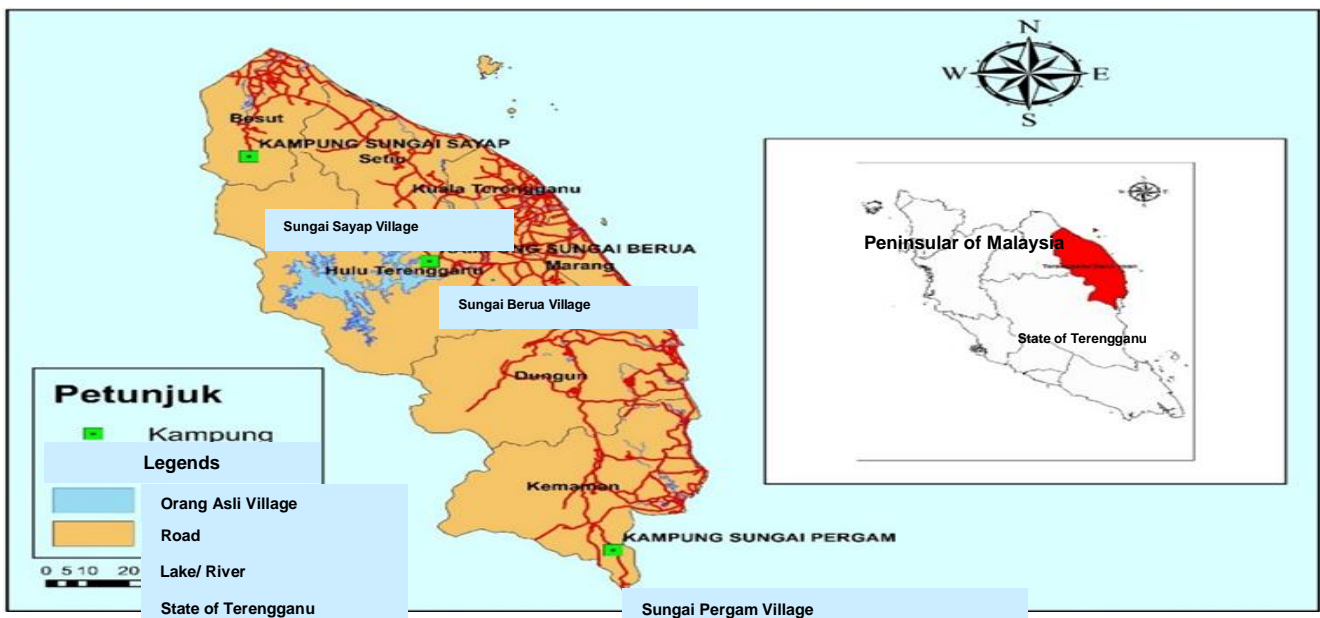 N
W E
S
Besut
KAMPUNG SUNGAI SAYAP
Setiu
Kuala Terengganu
Sungai Sayap Village
KAMPUNG SUNGAI BERUA
Hulu Terengganu
Marang
Sungai Berua Village
Dungun
Kemaman
KAMPUNG SUNGAI PERGAM
Sungai Pergam Village
Petunjuk
Kampung
Legends
Orang Asli Village
Road
Lake/ River
State of Terengganu
0 5 10 20
Peninsular of Malaysia
State of Terengganu